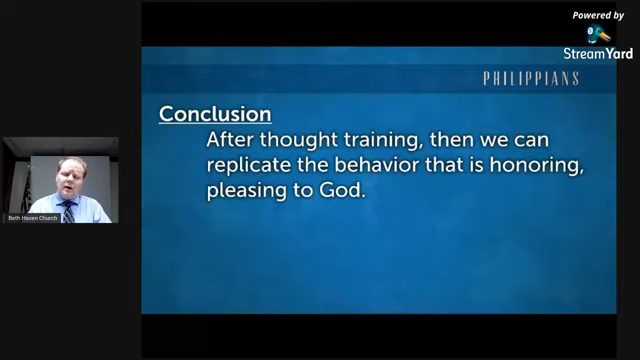 Powered by
StreamYard
PHILIPPIANS
Conclusion
After thought training, then we can
replicate the behavior that is honoring,
pleasing to God.
Beth Haven Church